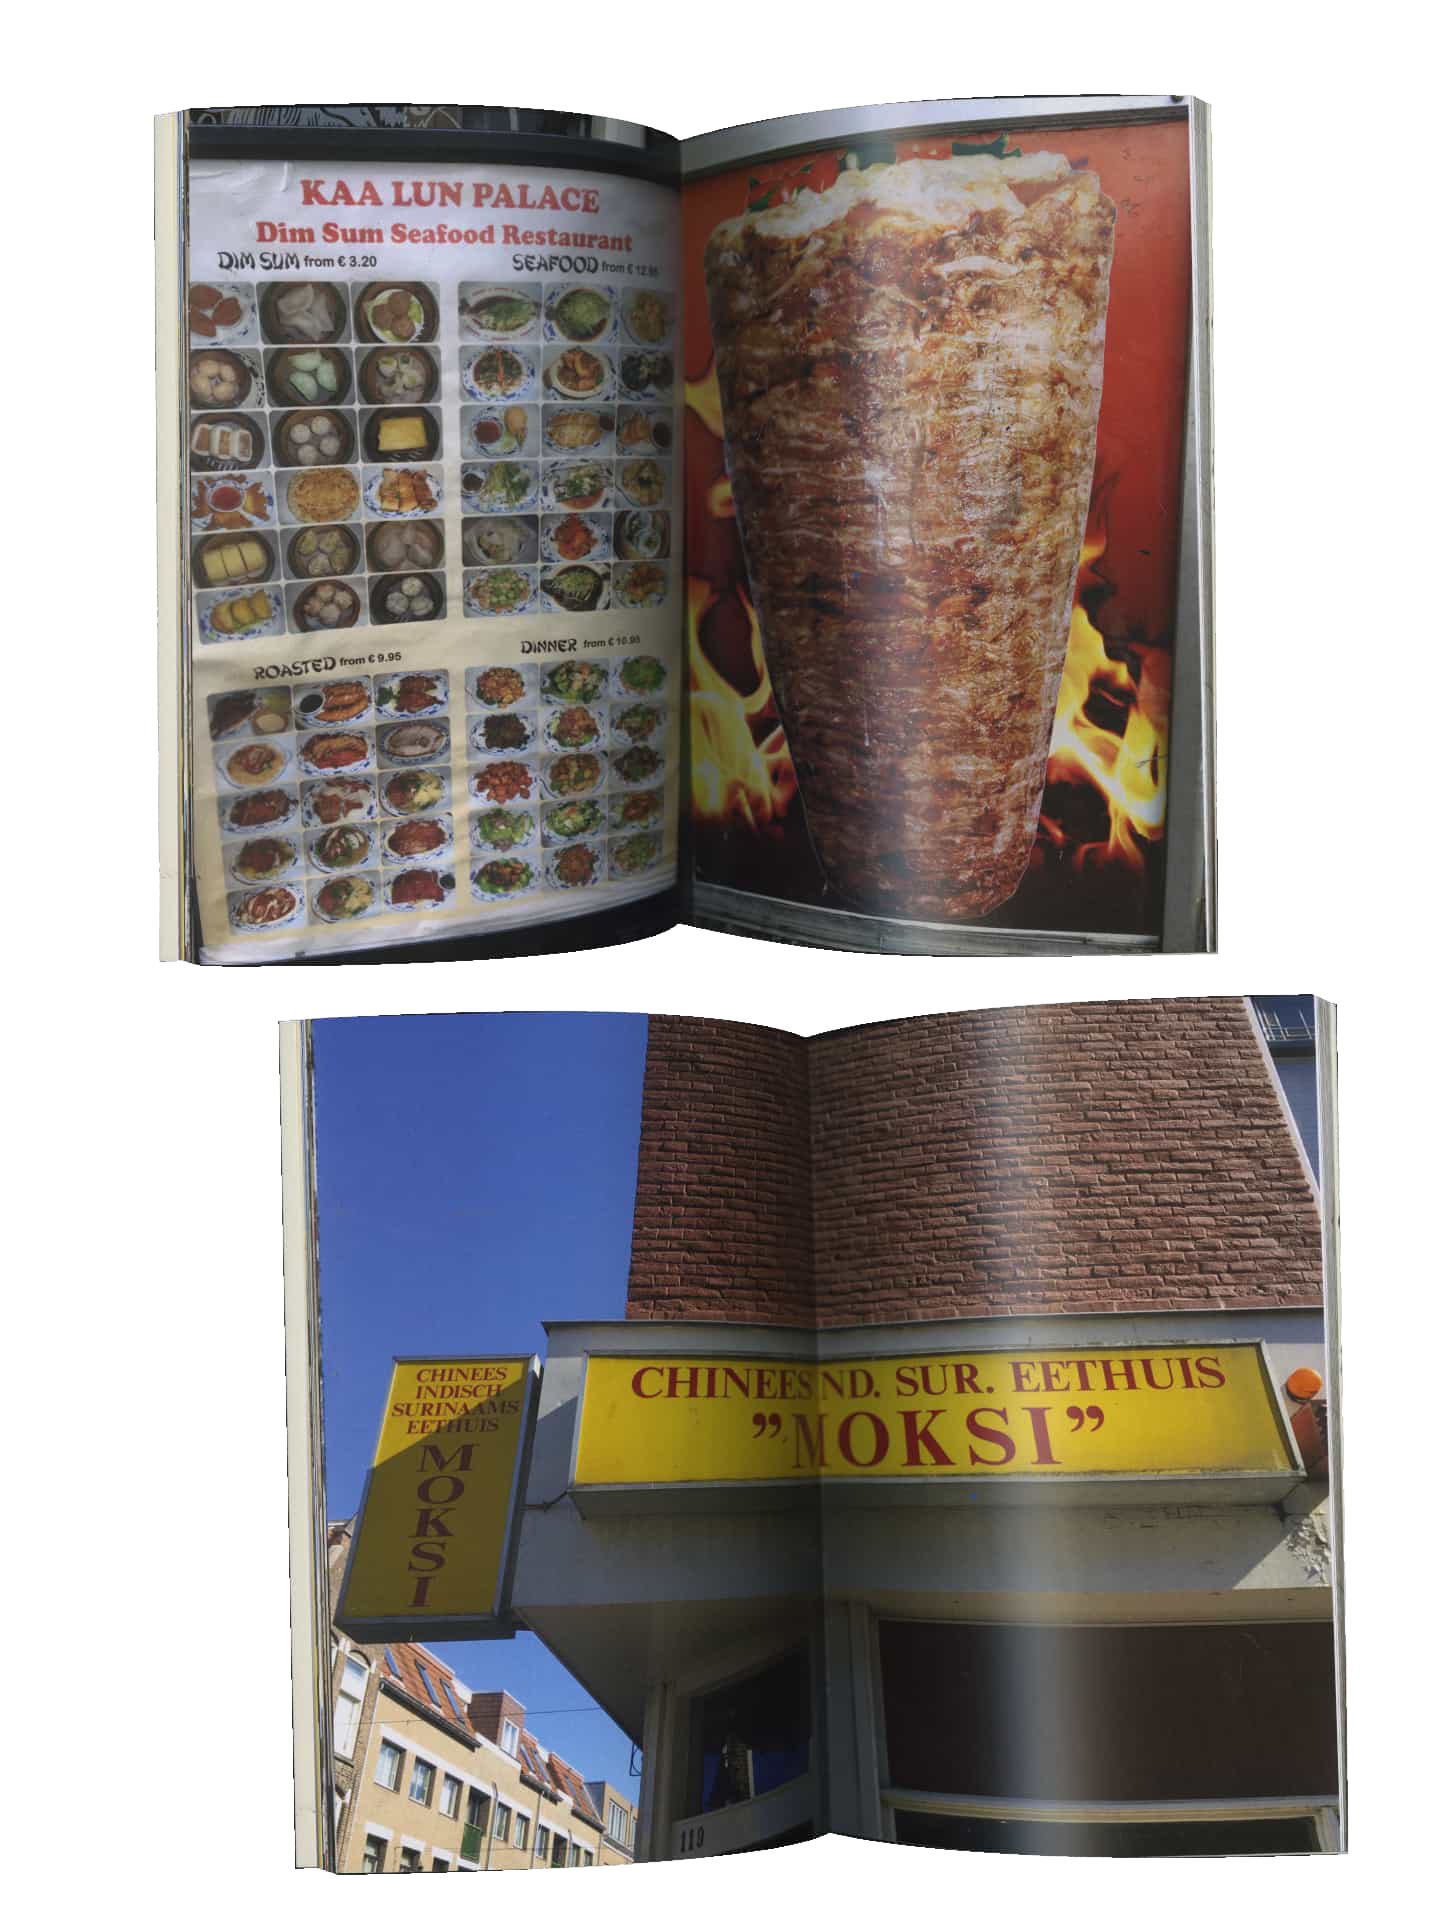 KAA LUN PALACE
Dim Sum Seafood Restaurant
DIM SUM from € 3.20
SEAFOOD from € 12.95
ROASTED from € 9.95
DINNER from € 10.95
CHINEES
INDISCH
SURINAAMS
EETHUIS
MOKSI
CHINEES ND. SUR. EETHUIS
”MOKSI”
119